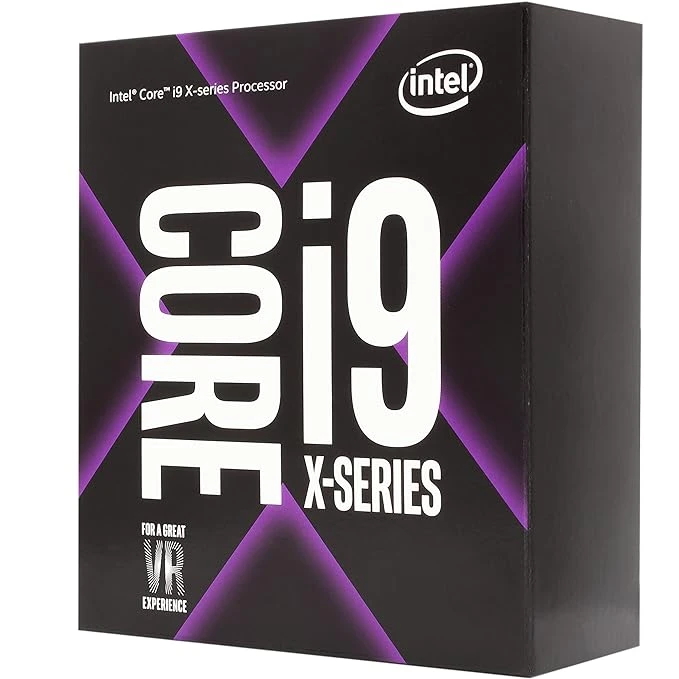 Intel® Core™ i9 X-series Processor
intel
CORE
i9
X-SERIES
FOR A GREAT
VR
EXPERIENCE